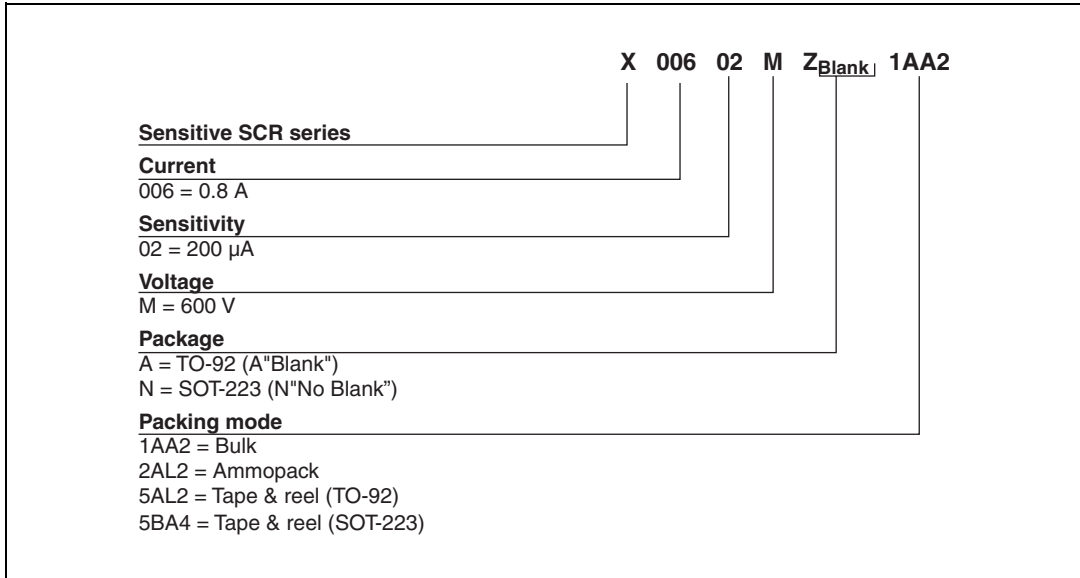 X 006 02 M Z Blank 1AA2
Sensitive SCR series
Current
006 = 0.8 A
Sensitivity
02 = 200 µA
Voltage
M = 600 V
Package
A = TO-92 (A"Blank")
N = SOT-223 (N"No Blank”)
Packing mode
1AA2 = Bulk
2AL2 = Ammopack
5AL2 = Tape & reel (TO-92)
5BA4 = Tape & reel (SOT-223)